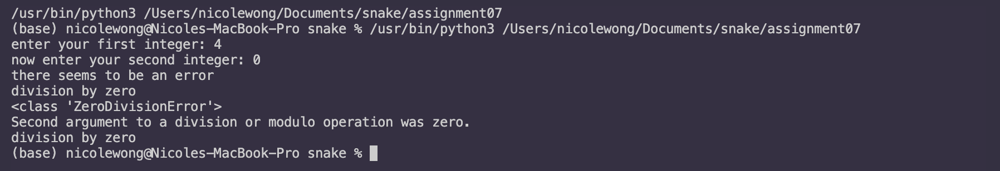 /usr/bin/python3 /Users/nicolewong/Documents/snake/assignment07
(base) nicolewong@Nicoles-MacBook-Pro snake % /usr/bin/python3 /Users/nicolewong/Documents/snake/assignment07
enter your first integer: 4
now enter your second integer: 0
there seems to be an error
division by zero
<class 'ZeroDivisionError'>
Second argument to a division or modulo operation was zero.
division by zero
(base) nicolewong@Nicoles-MacBook-Pro snake %